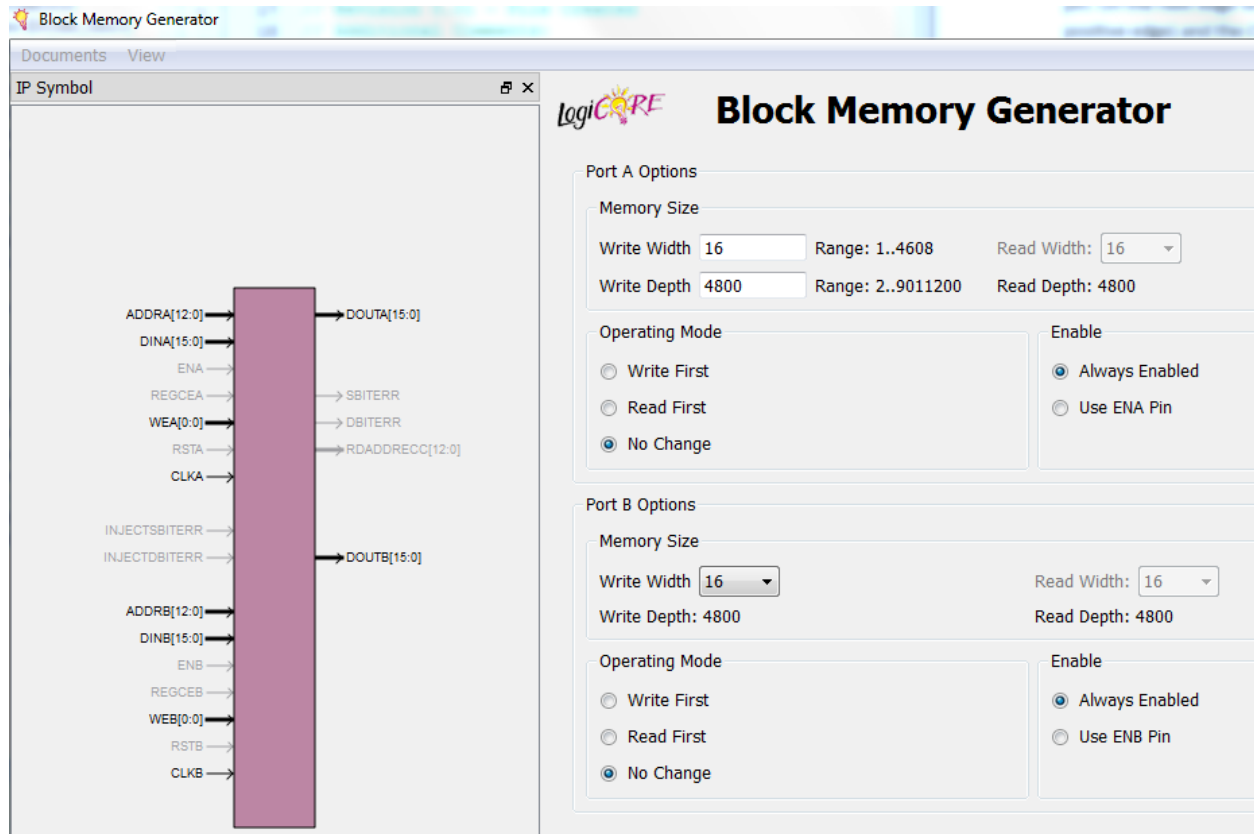 Block Memory Generator
Documents View
IP Symbol
ADDRA[12:0]
DINA[15:0]
ENA
REGCEA
WEA[0:0]
RSTA
CLKA
INJECTSBITERR
INJECTDBITERR
ADDRB[12:0]
DINB[15:0]
ENB
REGCEB
WEB[0:0]
RSTB
CLKB
DOUTA[15:0]
SBITERR
DBITERR
RDADDRECC[12:0]
DOUTB[15:0]
logiCORE
Block Memory Generator
Port A Options
Memory Size
Write Width 16 Range: 1..4608 Read Width: 16
Write Depth 4800 Range: 2..9011200 Read Depth: 4800
Operating Mode
Write First
Read First
No Change
Enable
Always Enabled
Use ENA Pin
Port B Options
Memory Size
Write Width 16 Read Width: 16
Write Depth: 4800 Read Depth: 4800
Operating Mode
Write First
Read First
No Change
Enable
Always Enabled
Use ENB Pin